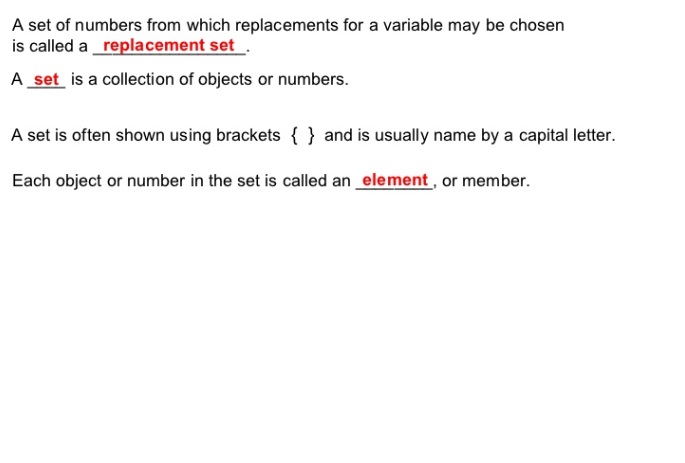 A set of numbers from which replacements for a variable may be chosen
is called a replacement set.
A set is a collection of objects or numbers.
A set is often shown using brackets { } and is usually name by a capital letter.
Each object or number in the set is called an element, or member.